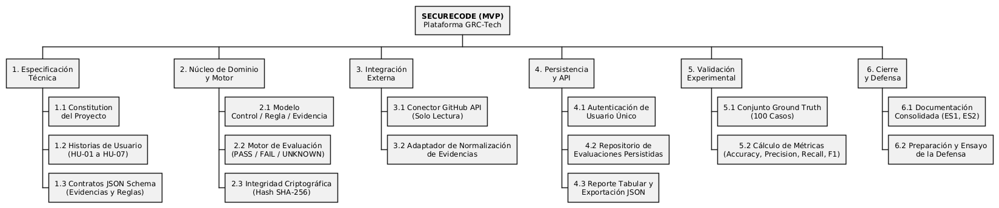 SECURECODE (MVP)
Plataforma GRC-Tech
1. Especificación
Técnica
1.1 Constitution
del Proyecto
1.2 Historias de Usuario
(HU-01 a HU-07)
1.3 Contratos JSON Schema
(Evidencias y Reglas)
2. Núcleo de Dominio
y Motor
2.1 Modelo
Control / Regla / Evidencia
2.2 Motor de Evaluación
(PASS / FAIL / UNKNOWN)
2.3 Integridad Criptográfica
(Hash SHA-256)
3. Integración
Externa
3.1 Conector GitHub API
(Solo Lectura)
3.2 Adaptador de Normalización
de Evidencias
4. Persistencia
y API
4.1 Autenticación de
Usuario Único
4.2 Repositorio de
Evaluaciones Persistidas
4.3 Reporte Tabular y
Exportación JSON
5. Validación
Experimental
5.1 Conjunto Ground Truth
(100 Casos)
5.2 Cálculo de Métricas
(Accuracy, Precision, Recall, F1)
6. Cierre
y Defensa
6.1 Documentación
Consolidada (ES1, ES2)
6.2 Preparación y Ensayo
de la Defensa